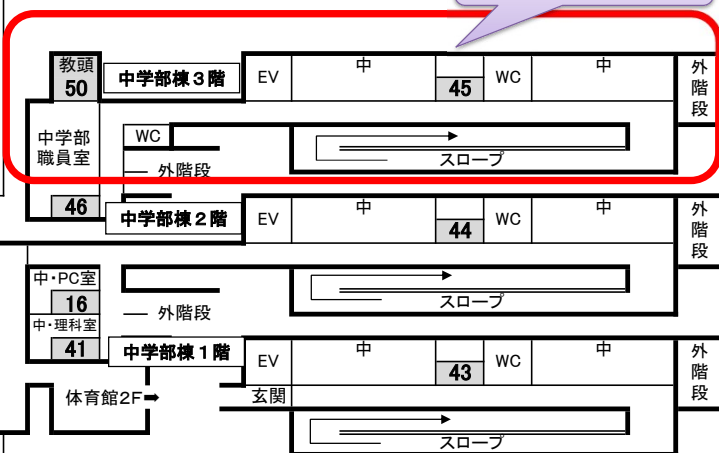 教頭
50
中学部棟３階
EV
中
45
WC
中
外階段
中学部
職員室
WC
外階段
スロープ
46
中学部棟２階
EV
中
44
WC
中
外階段
中・PC室
16
中・理科室
41
外階段
スロープ
中学部棟１階
EV
中
43
WC
中
外階段
体育館2F➡
玄関
スロープ